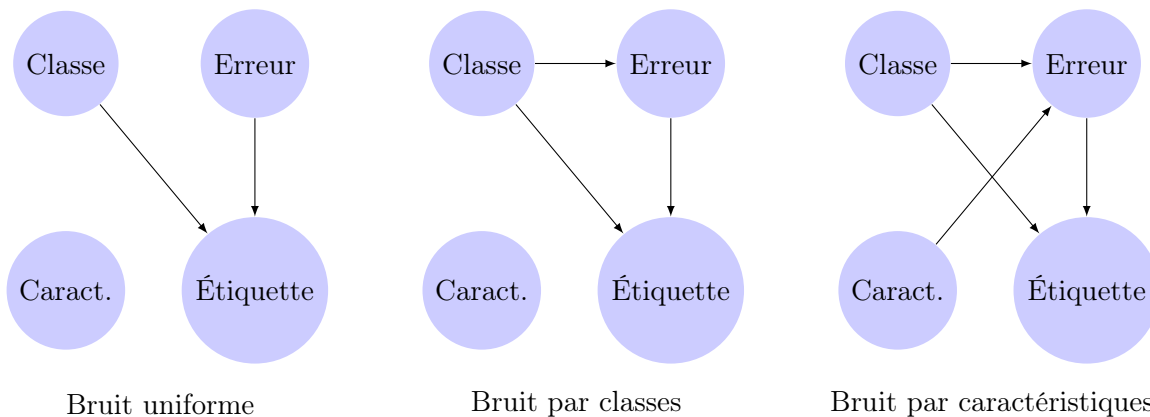 Classe
Erreur
Caract.
Étiquette
Bruit uniforme
Classe
Erreur
Caract.
Étiquette
Bruit par classes
Classe
Erreur
Caract.
Étiquette
Bruit par caractéristiques